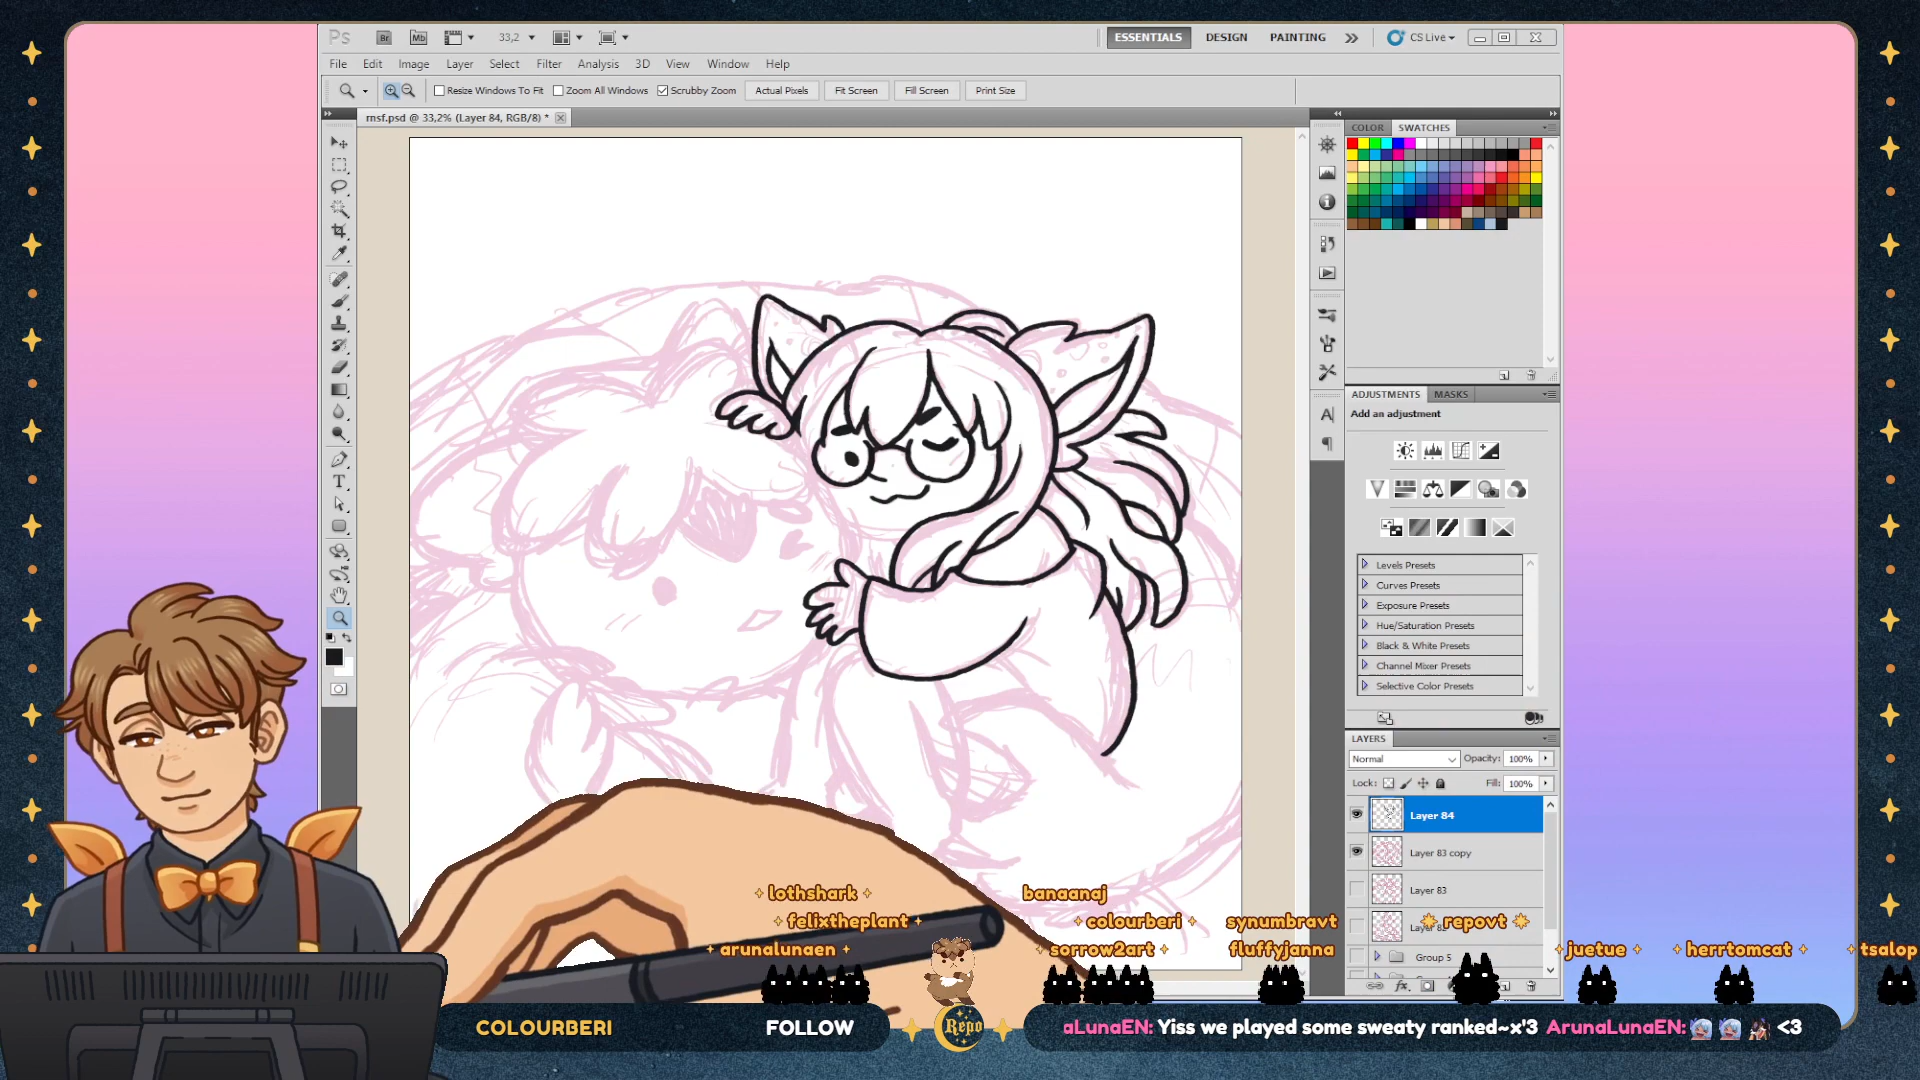 Ps Br Mb 33,2 ESSENTIALS DESIGN PAINTING CS Live
File Edit Image Layer Select Filter Analysis 3D View Window Help
Resize Windows To Fit Zoom All Windows Scrubby Zoom Actual Pixels Fit Screen Fill Screen Print Size
rnsf.psd @ 33,2% (Layer 84, RGB/8) *
COLOR SWATCHES
ADJUSTMENTS MASKS
Add an adjustment
Levels Presets
Curves Presets
Exposure Presets
Hue/Saturation Presets
Black & White Presets
Channel Mixer Presets
Selective Color Presets
LAYERS
Normal Opacity: 100%
Lock: Fill: 100%
Layer 84
Layer 83 copy
Layer 83
Group 5
lothshark banaanaj
felixtheplant colourberi synumbravt repovt
arunalunaen sorrow2art fluffyjanna juetue herrtomcat tsalop
COLOURBERI FOLLOW Repo aLunaEN: Yiss we played some sweaty ranked~x'3 ArunaLunaEN: <3